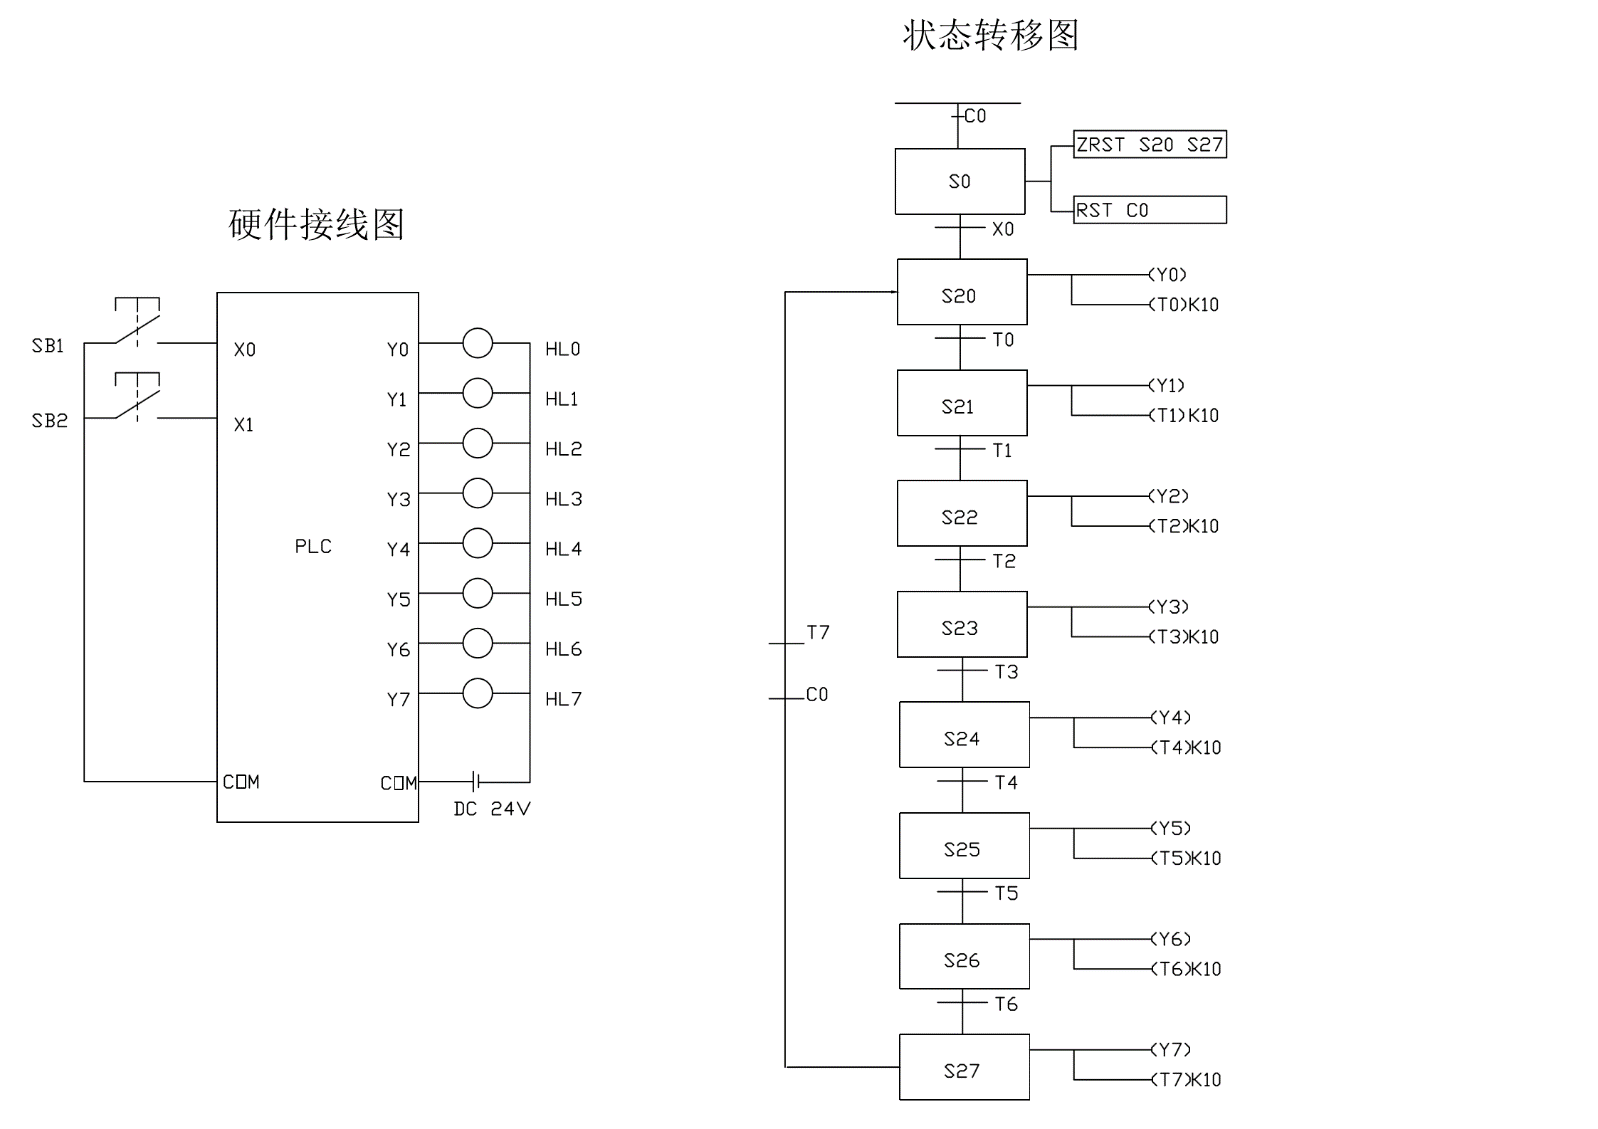 状态转移图
C0
ZRST S20 S27
S0
RST C0
X0
(Y0)
S20
(T0)K10
T0
(Y1)
S21
(T1)K10
T1
(Y2)
S22
(T2)K10
T2
(Y3)
S23
(T3)K10
T7
T3
C0
(Y4)
S24
(T4)K10
T4
(Y5)
S25
(T5)K10
T5
(Y6)
S26
(T6)K10
T6
(Y7)
S27
(T7)K10
硬件接线图
SB1
X0
Y0
HL0
SB2
X1
Y1
HL1
Y2
HL2
Y3
HL3
PLC
Y4
HL4
Y5
HL5
Y6
HL6
Y7
HL7
COM
COM
DC 24V